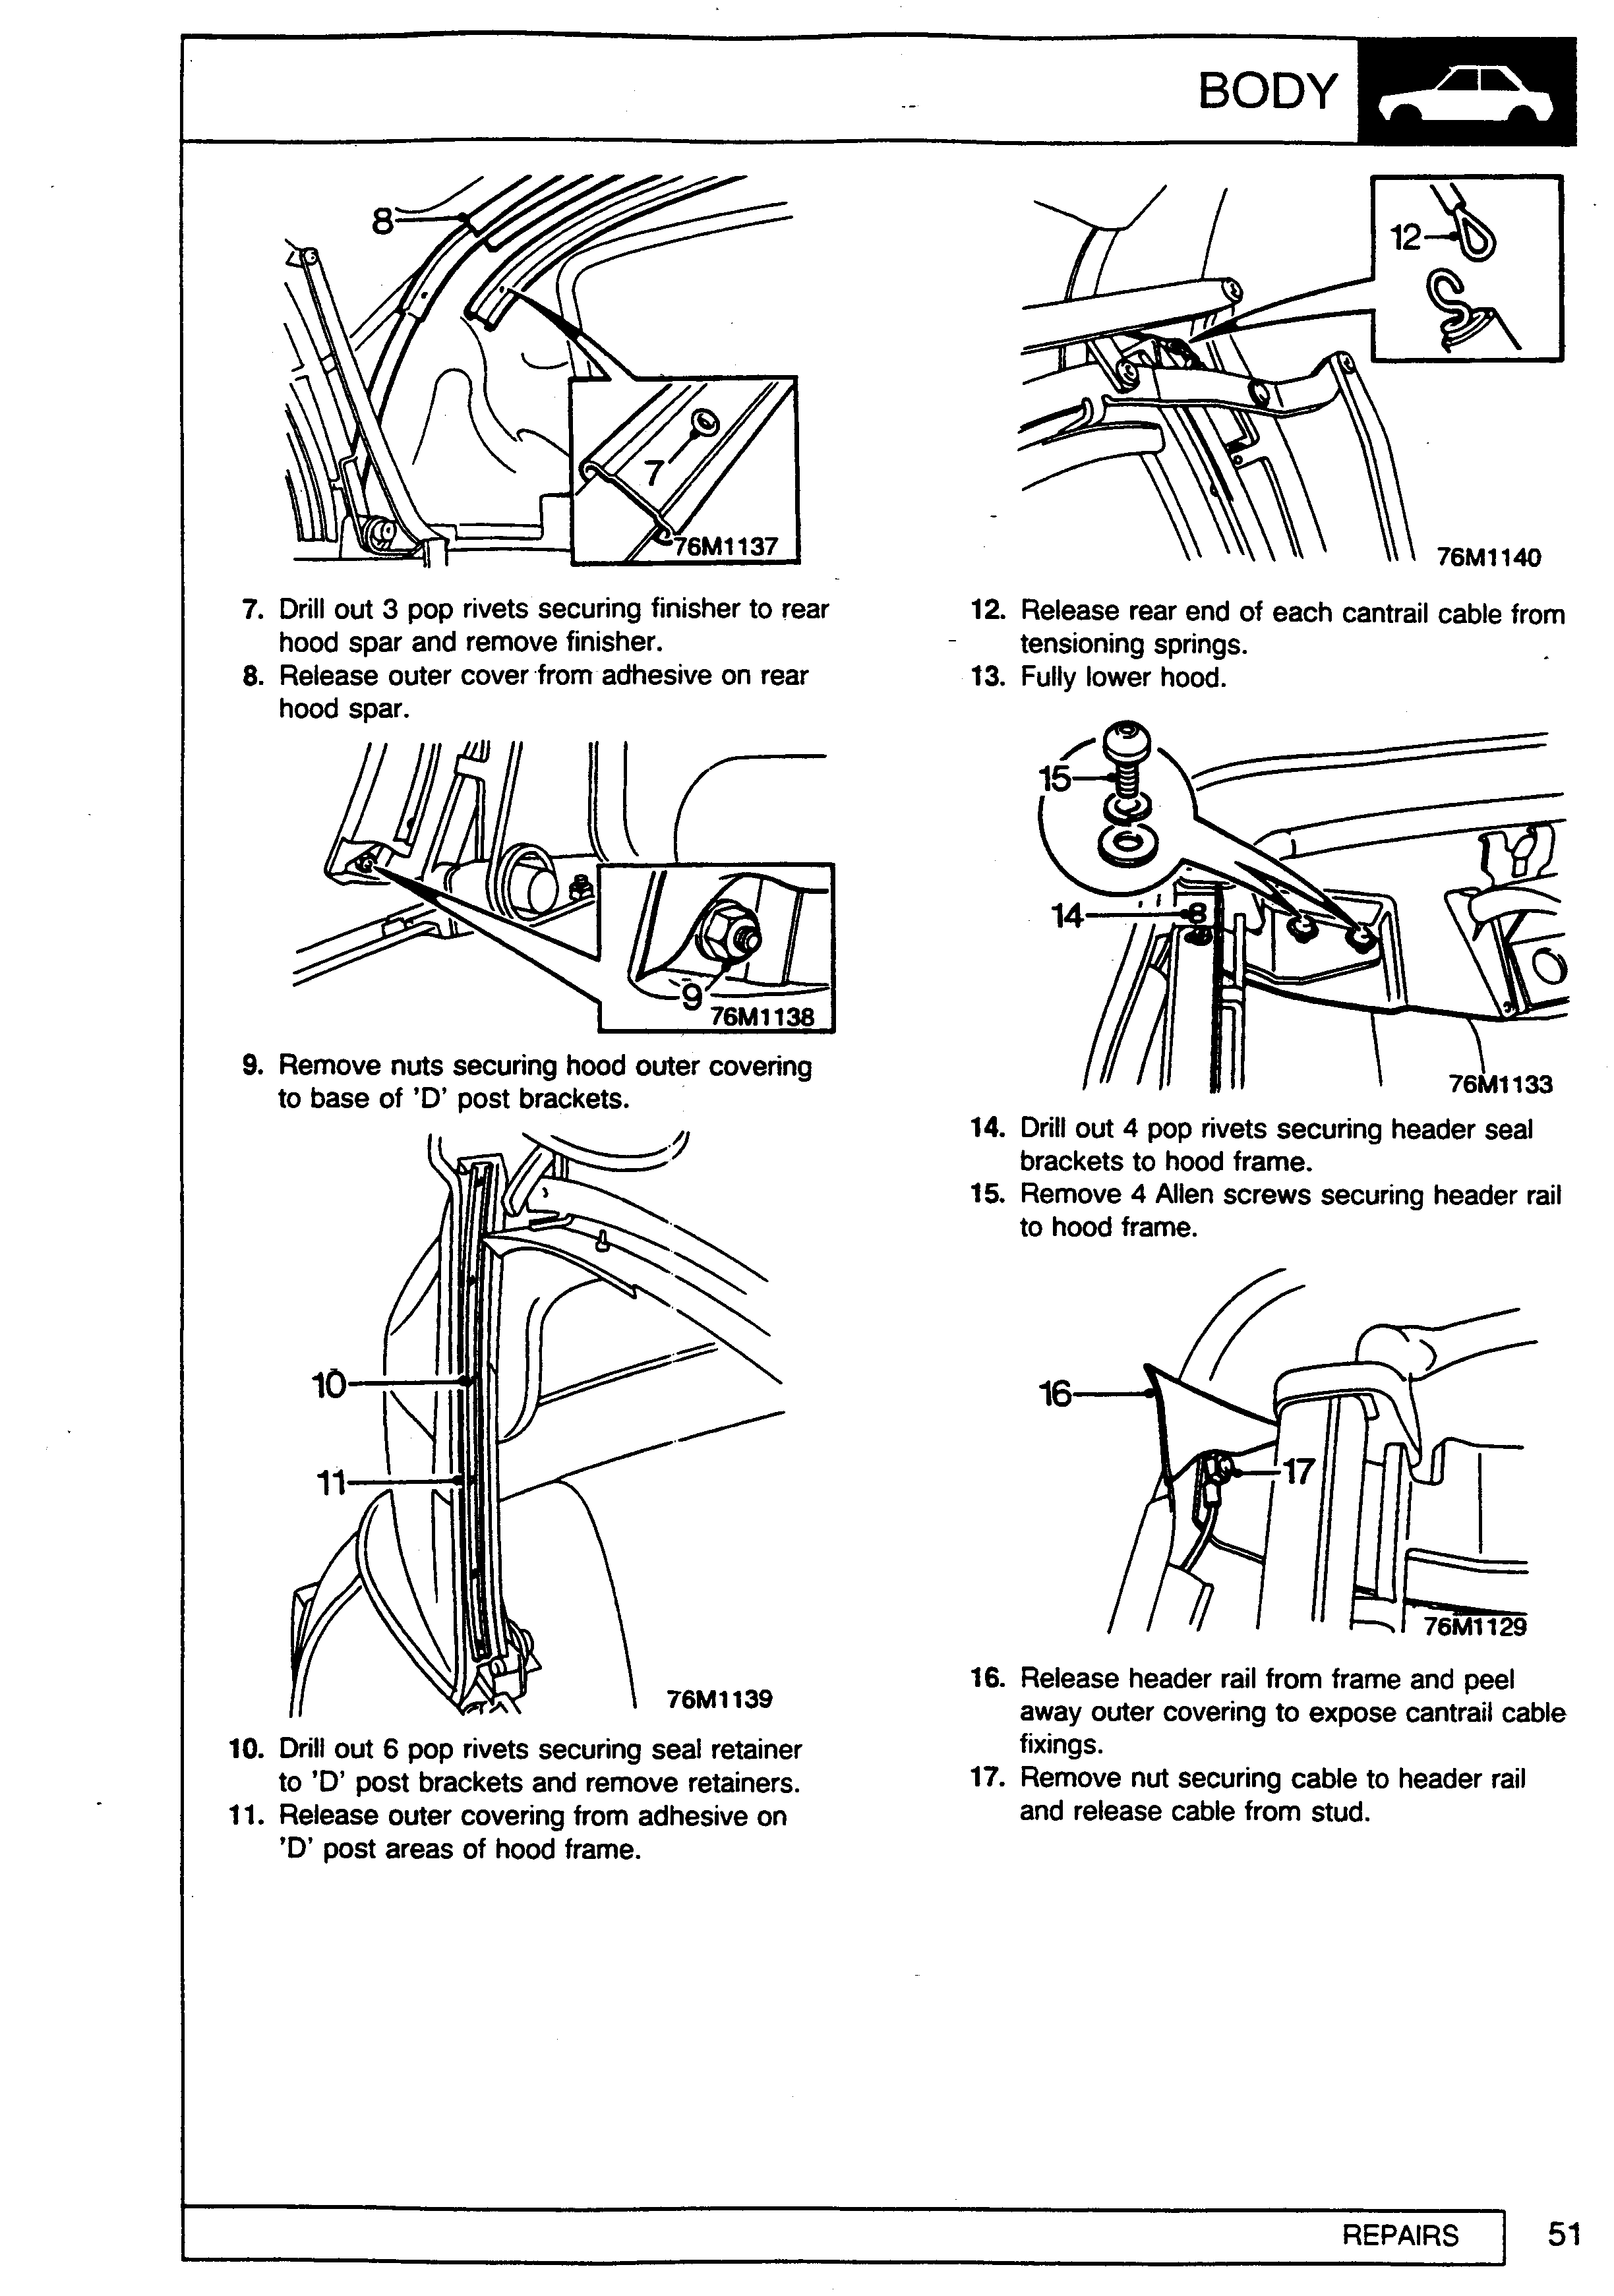 BODY
8
7
76M1137
7. Drill out 3 pop rivets securing finisher to rear
hood spar and remove finisher.
8. Release outer cover from adhesive on rear
hood spar.
9
76M1138
9. Remove nuts securing hood outer covering
to base of 'D' post brackets.
10
11
76M1139
10. Drill out 6 pop rivets securing seal retainer
to 'D' post brackets and remove retainers.
11. Release outer covering from adhesive on
'D' post areas of hood frame.
12
76M1140
12. Release rear end of each cantrail cable from
tensioning springs.
13. Fully lower hood.
15
14
76M1133
14. Drill out 4 pop rivets securing header seal
brackets to hood frame.
15. Remove 4 Allen screws securing header rail
to hood frame.
16
17
76M1129
16. Release header rail from frame and peel
away outer covering to expose cantrail cable
fixings.
17. Remove nut securing cable to header rail
and release cable from stud.
REPAIRS
51